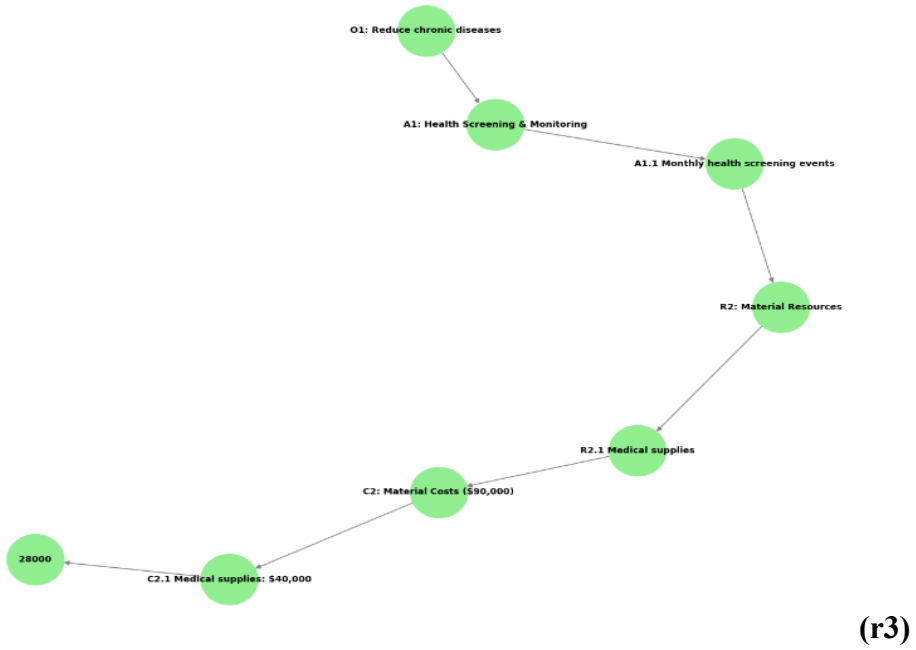 O1: Reduce chronic diseases
A1: Health Screening & Monitoring
A1.1 Monthly health screening events
R2: Material Resources
R2.1 Medical supplies
C2: Material Costs ($90,000)
28000
C2.1 Medical supplies: $40,000
(r3)